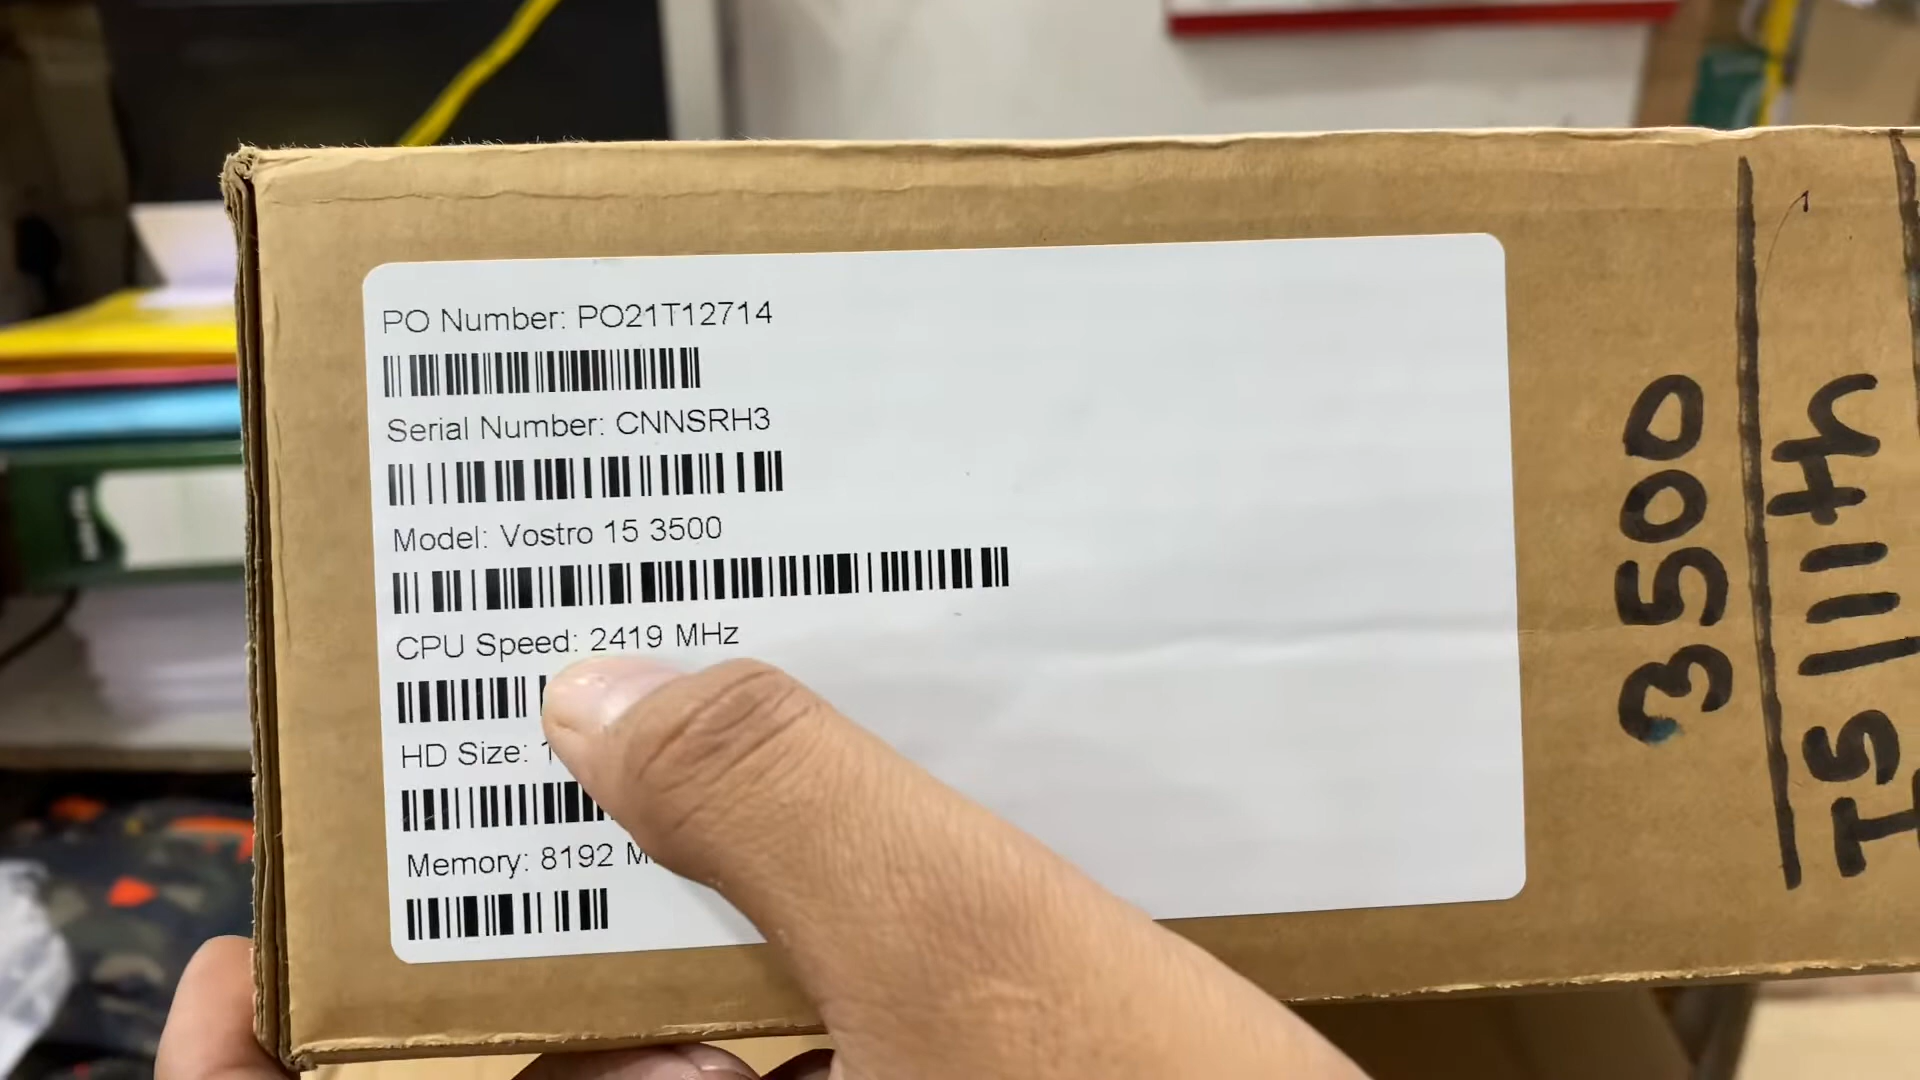 PO Number: PO21T12714
Serial Number: CNNSRH3
Model: Vostro 15 3500
CPU Speed: 2419 MHz
HD Size: 1
Memory: 8192 M
3500
I5 11th